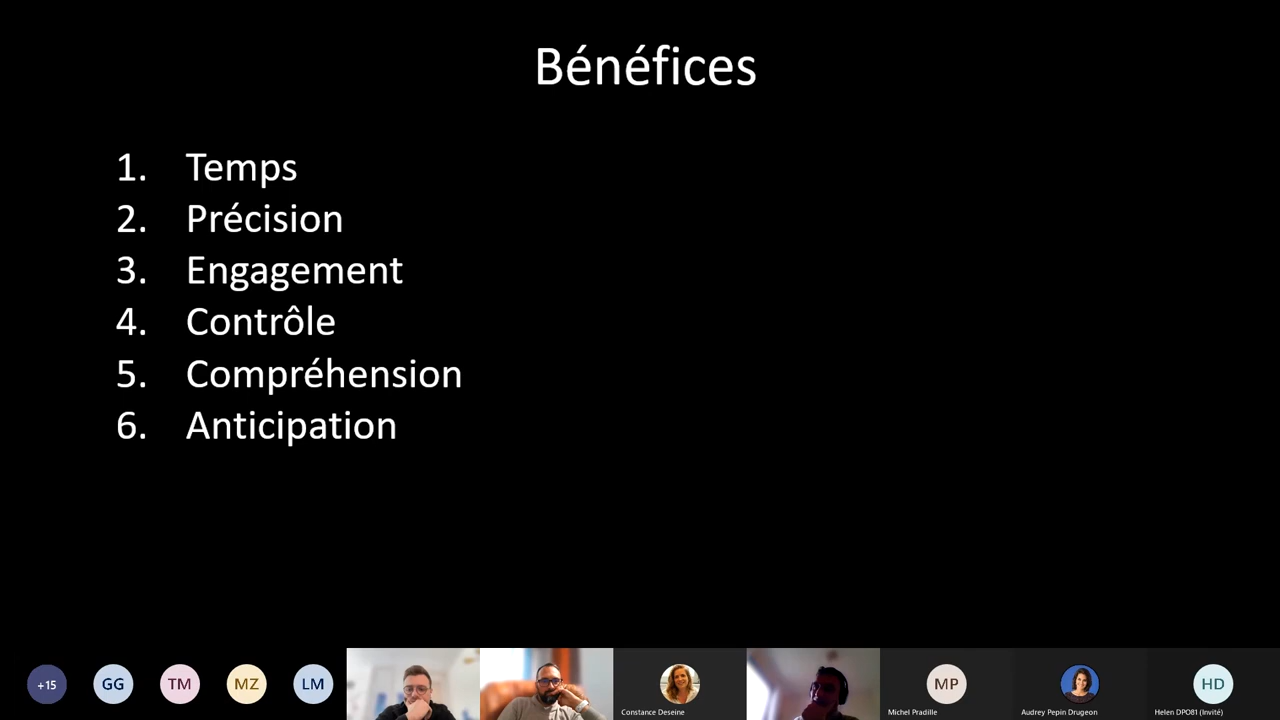 Bénéfices
1. Temps
2. Précision
3. Engagement
4. Contrôle
5. Compréhension
6. Anticipation
+15
GG
TM
MZ
LM
Constance Deseine
MP
Michel Pradille
Audrey Pepin Drugeon
HD
Helen DPO81 (Invité)